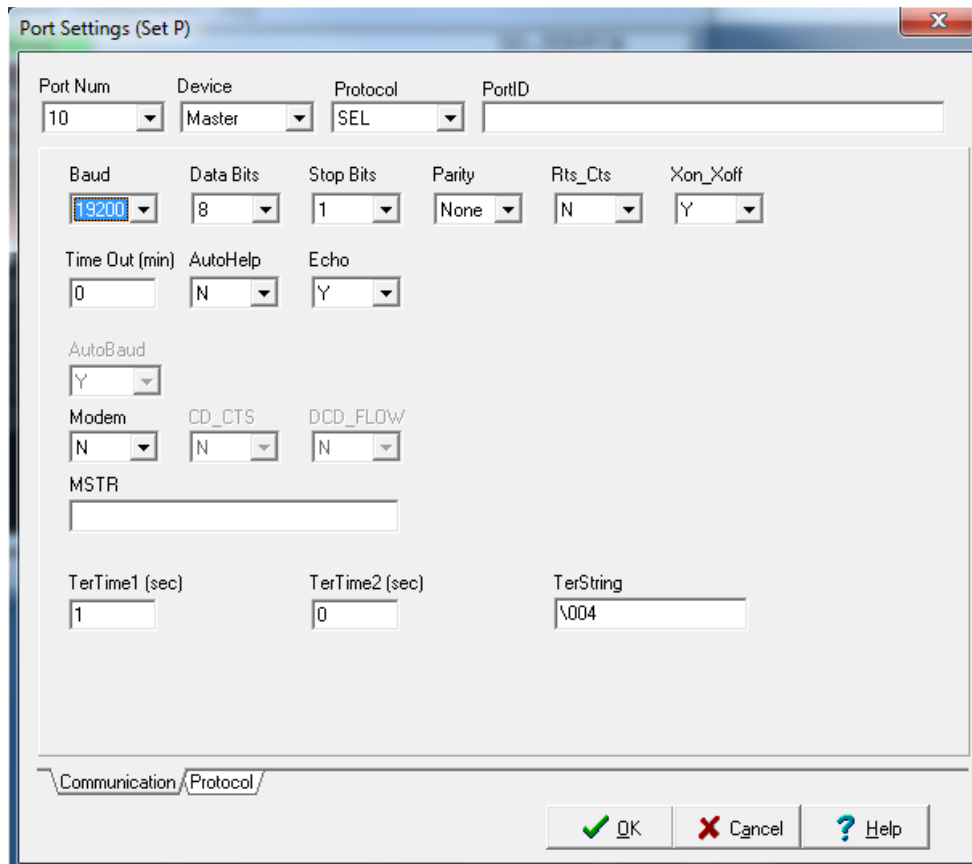 Port Settings (Set P)
Port Num Device Protocol PortID
10 Master SEL
Baud Data Bits Stop Bits Parity Rts_Cts Xon_Xoff
19200 8 1 None N Y
Time Out (min) AutoHelp Echo
0 N Y
AutoBaud
Y
Modem CD_CTS DCD_FLOW
N N N
MSTR
TerTime1 (sec) TerTime2 (sec) TerString
1 0 \004
Communication Protocol
OK Cancel Help